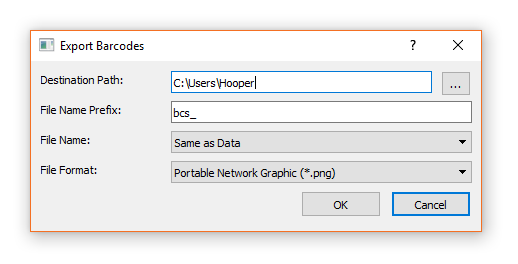 Export Barcodes
Destination Path: C:\Users\Hooper ...
File Name Prefix: bcs_
File Name: Same as Data
File Format: Portable Network Graphic (*.png)
OK Cancel